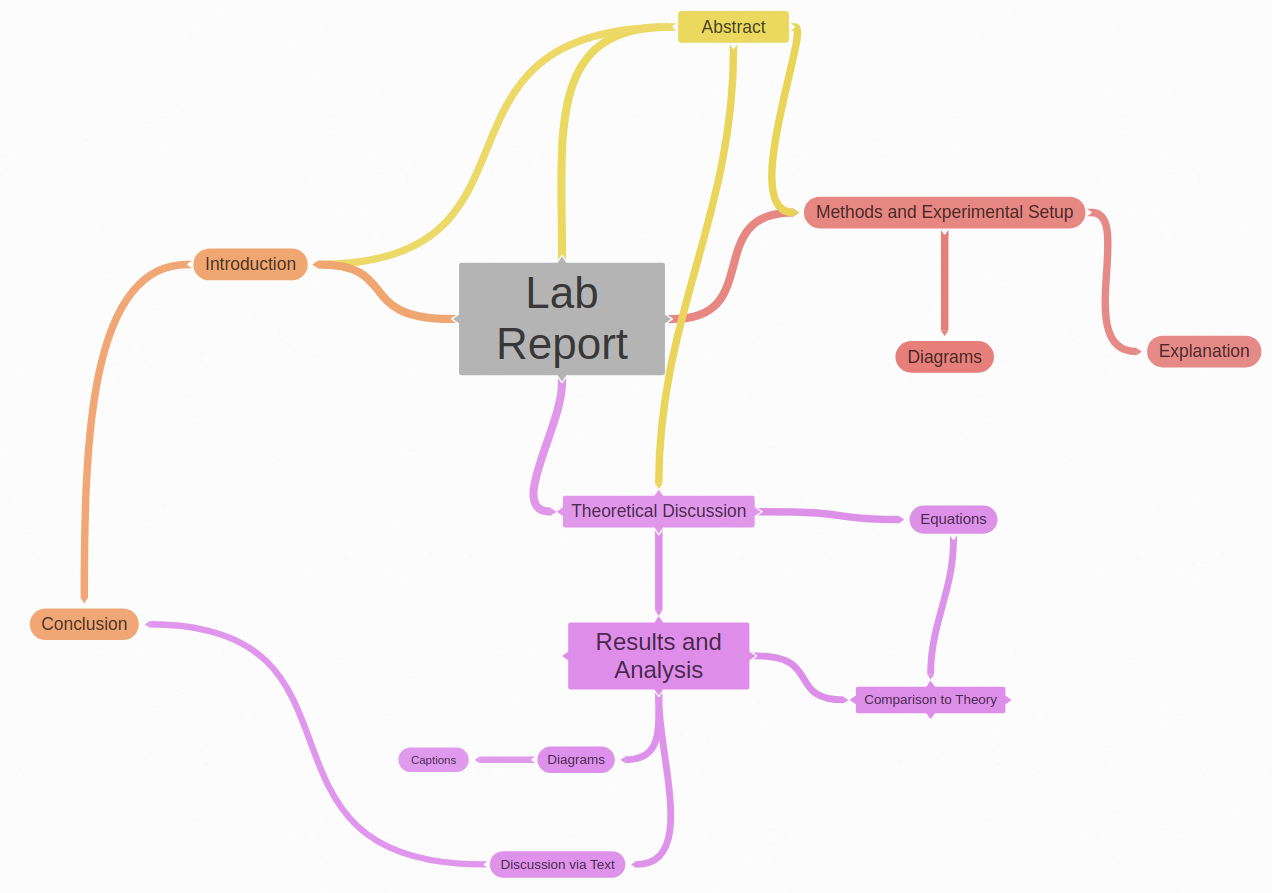 Abstract
Methods and Experimental Setup
Introduction
Lab
Report
Diagrams
Explanation
Theoretical Discussion
Equations
Conclusion
Results and
Analysis
Comparison to Theory
Captions
Diagrams
Discussion via Text